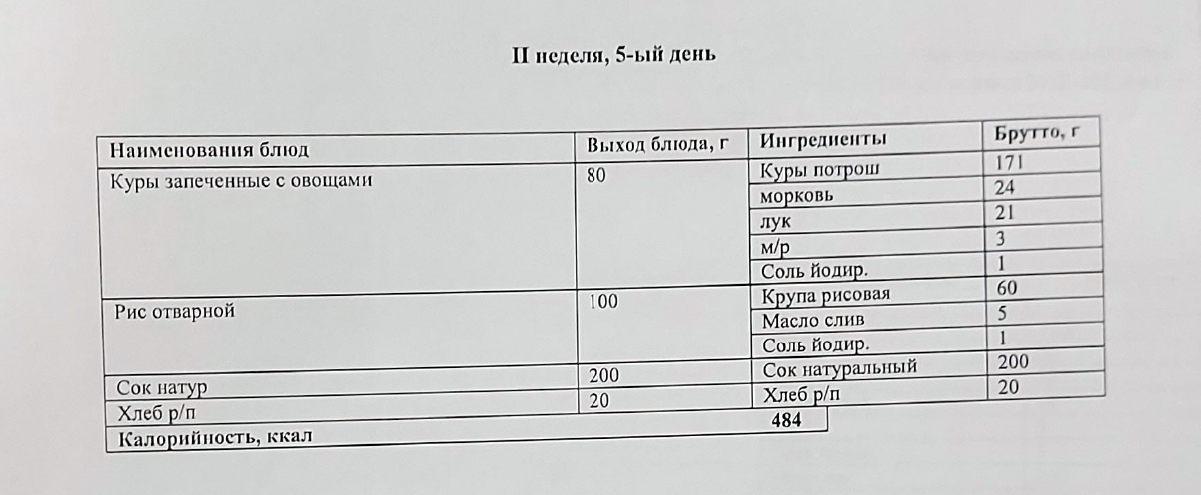 II неделя, 5-ый день
Наименования блюд Выход блюда, г Ингредиенты Брутто, г
Куры запеченные с овощами 80 Куры потрош 171
морковь 24
лук 21
м/р 3
Соль йодир. 1
Рис отварной 100 Крупа рисовая 60
Масло слив 5
Соль йодир. 1
Сок натур 200 Сок натуральный 200
Хлеб р/п 20 Хлеб р/п 20
Калорийность, ккал 484